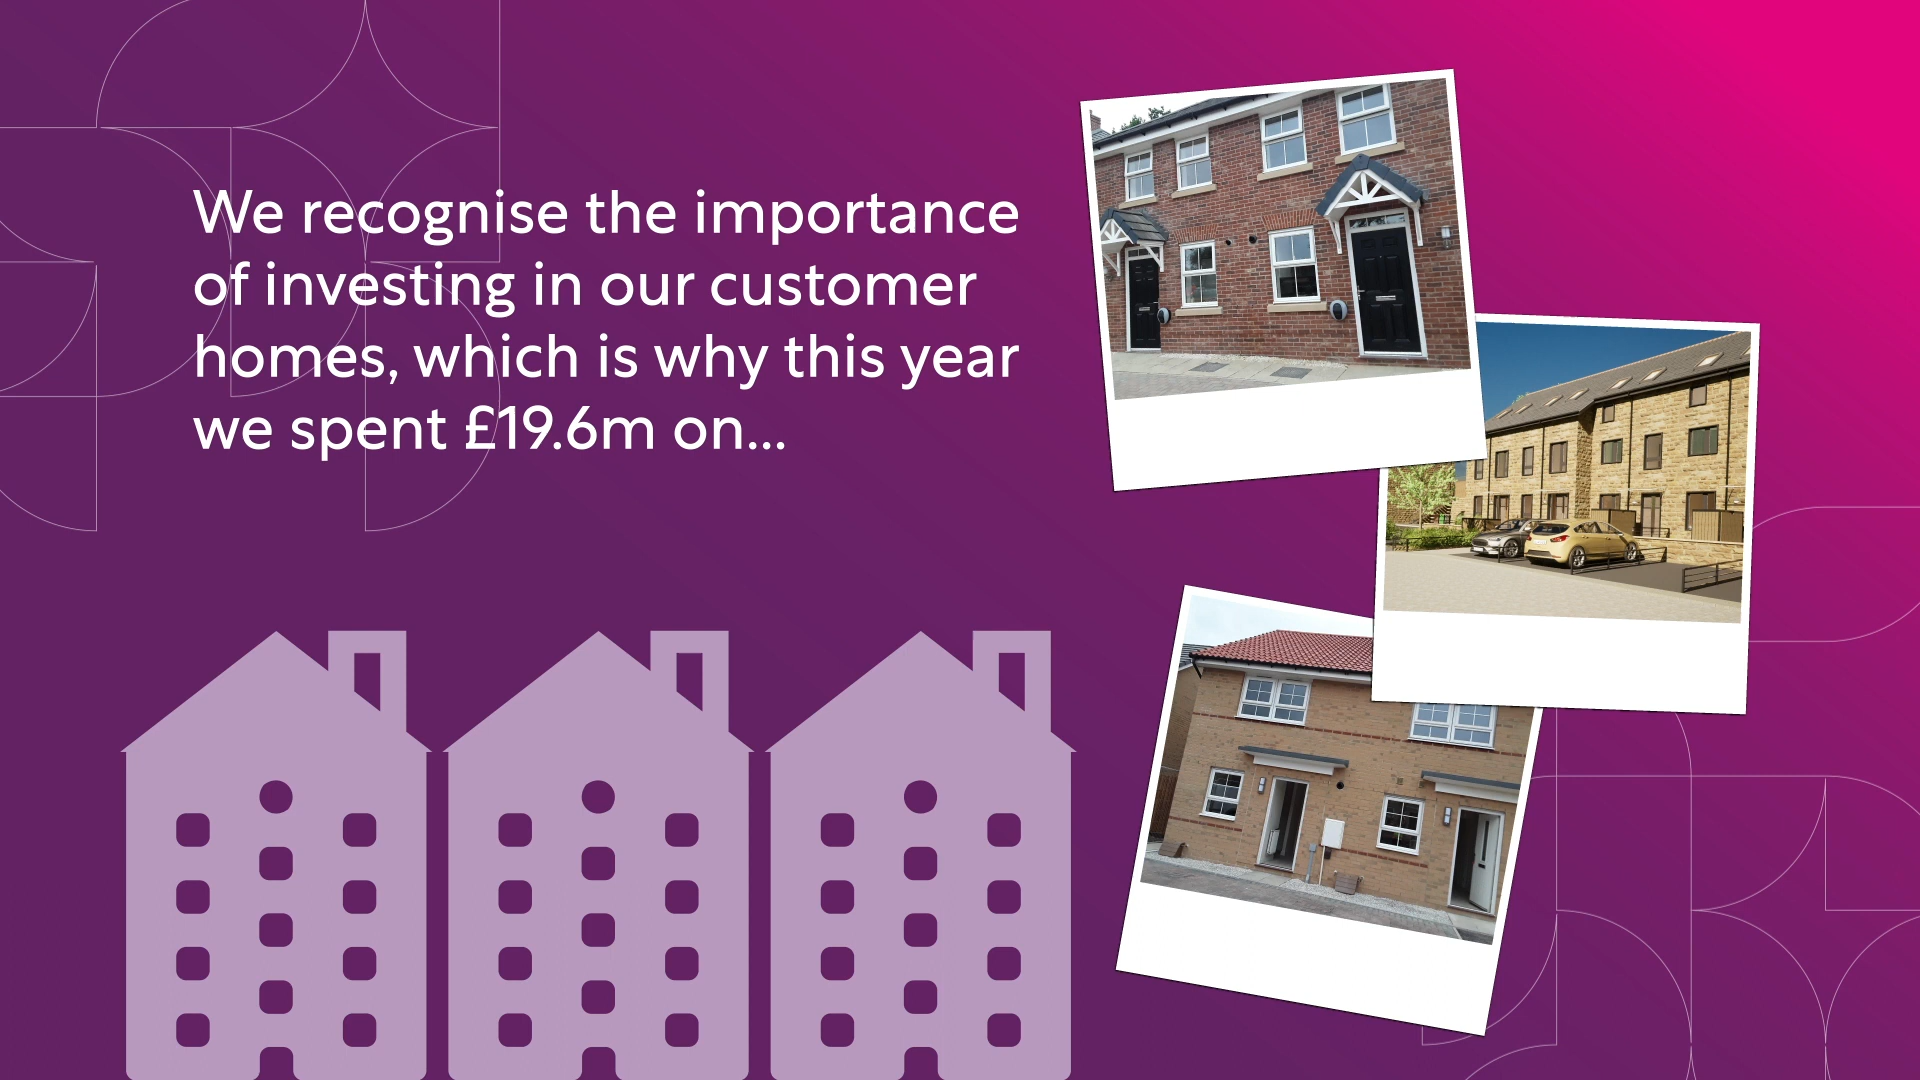 We recognise the importance
of investing in our customer
homes, which is why this year
we spent £19.6m on...